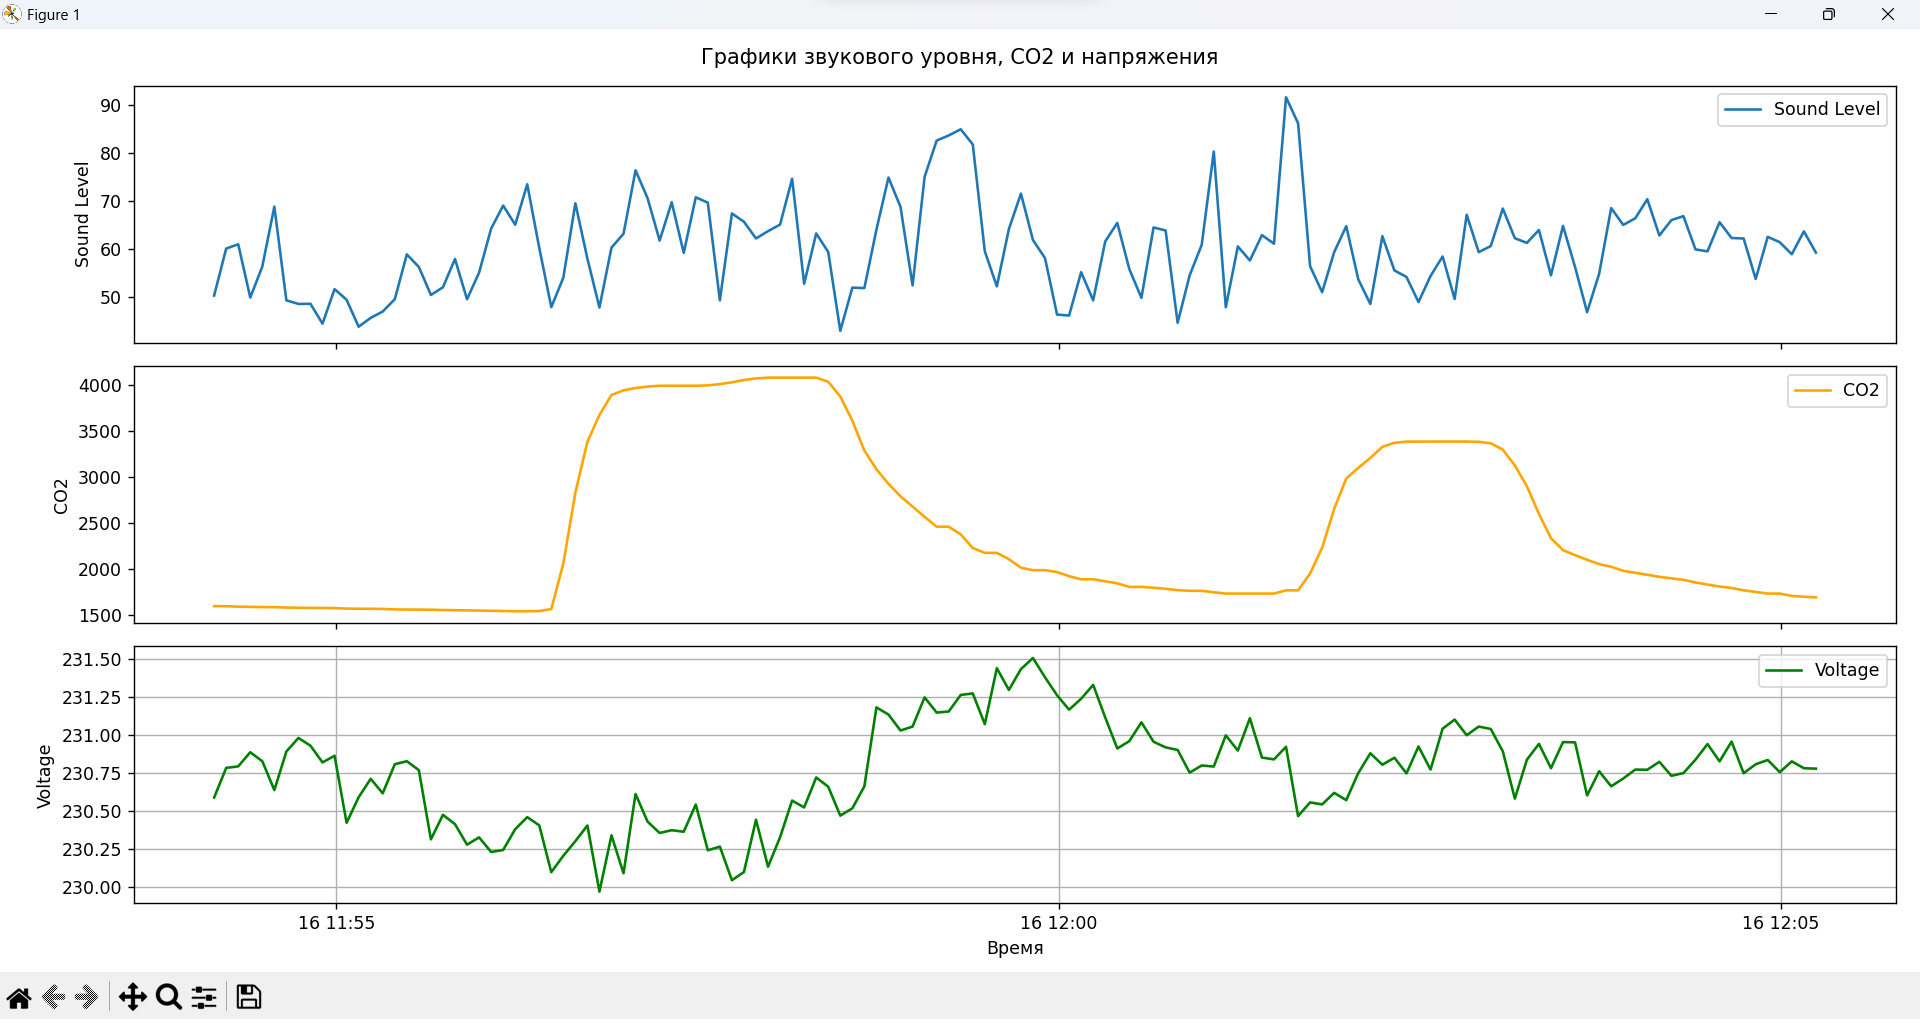 Figure 1
Графики звукового уровня, CO2 и напряжения
Sound Level
90
80
70
60
50
Sound Level
CO2
4000
3500
3000
2500
2000
1500
CO2
Voltage
231.50
231.25
231.00
230.75
230.50
230.25
230.00
Voltage
16 11:55
16 12:00
16 12:05
Время